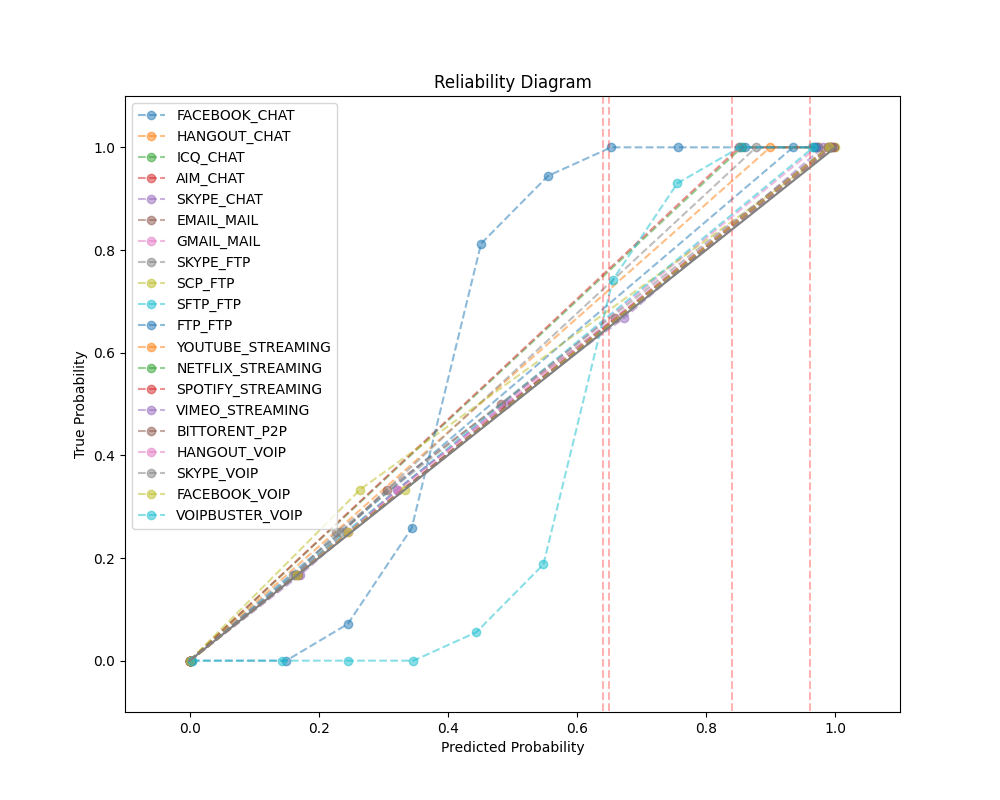 Reliability Diagram
FACEBOOK_CHAT
HANGOUT_CHAT
ICQ_CHAT
AIM_CHAT
SKYPE_CHAT
EMAIL_MAIL
GMAIL_MAIL
SKYPE_FTP
SCP_FTP
SFTP_FTP
FTP_FTP
YOUTUBE_STREAMING
NETFLIX_STREAMING
SPOTIFY_STREAMING
VIMEO_STREAMING
BITTORENT_P2P
HANGOUT_VOIP
SKYPE_VOIP
FACEBOOK_VOIP
VOIPBUSTER_VOIP
True Probability
1.0
0.8
0.6
0.4
0.2
0.0
0.0 0.2 0.4 0.6 0.8 1.0
Predicted Probability